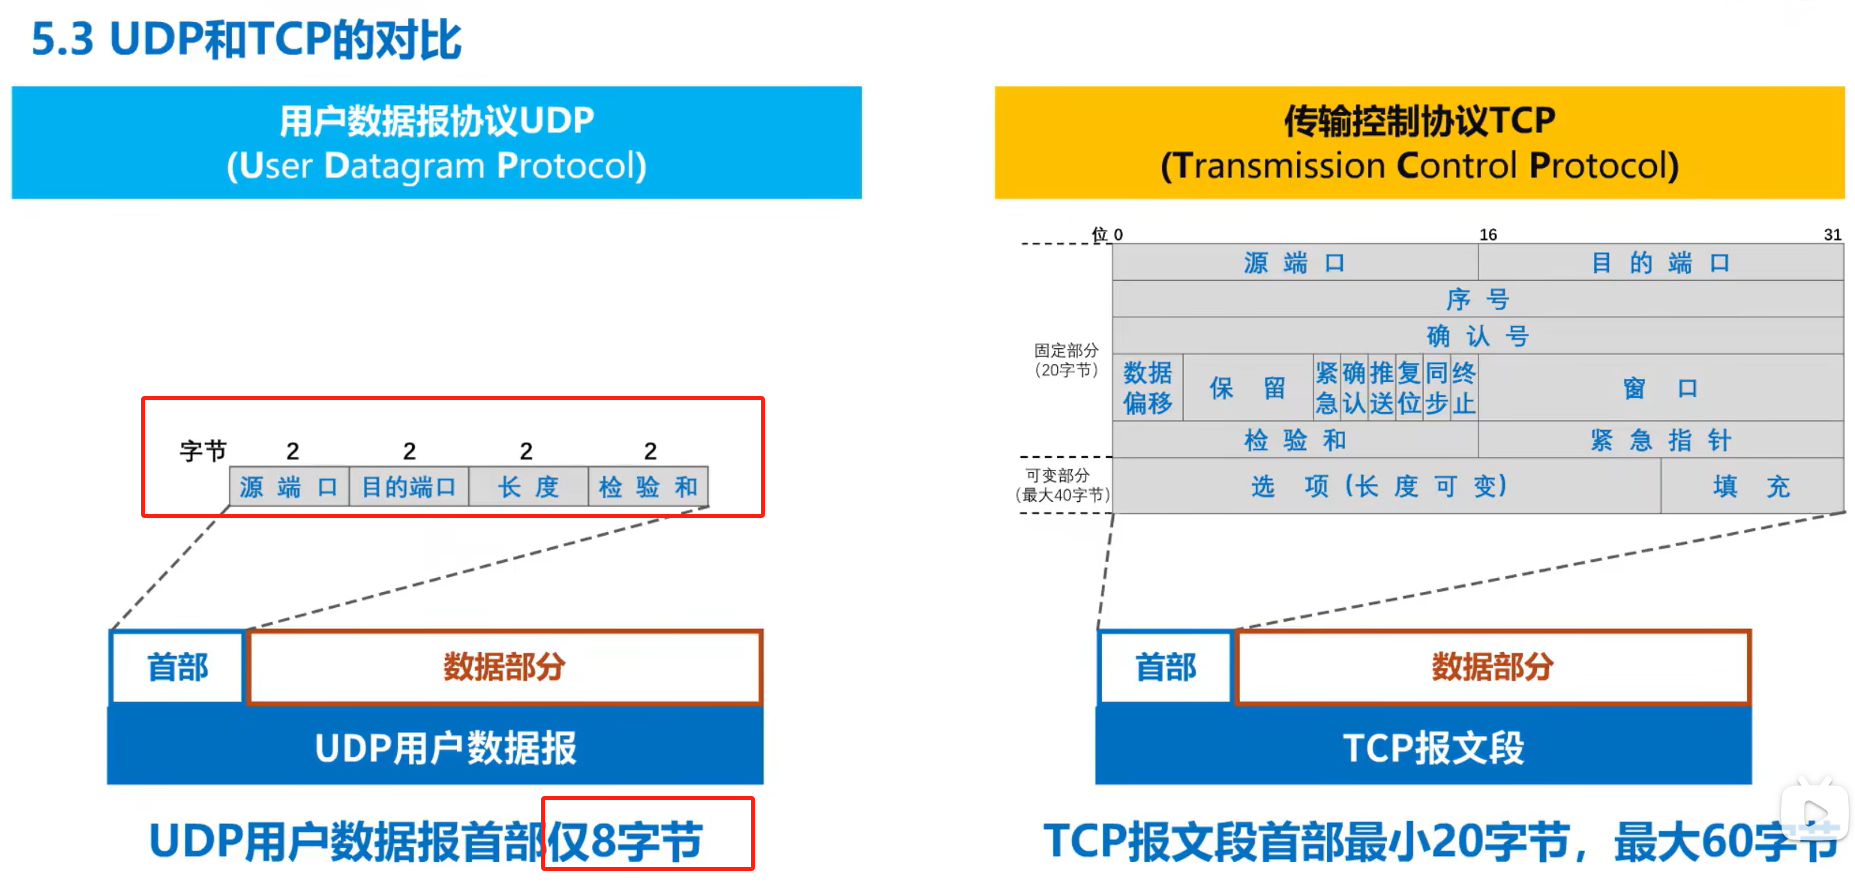 5.3 UDP和TCP的对比
用户数据报协议UDP
(User Datagram Protocol)
字节 2 2 2 2
源端口 目的端口 长度 检验和
首部 数据部分
UDP用户数据报
UDP用户数据报首部仅8字节
传输控制协议TCP
(Transmission Control Protocol)
位 0 16 31
源端口 目的端口
序号
确认号
固定部分
(20字节)
数据偏移 保留 紧急 确认 推送 复位 同步 终止 窗口
检验和 紧急指针
可变部分
(最大40字节)
选项(长度可变) 填充
首部 数据部分
TCP报文段
TCP报文段首部最小20字节，最大60字节